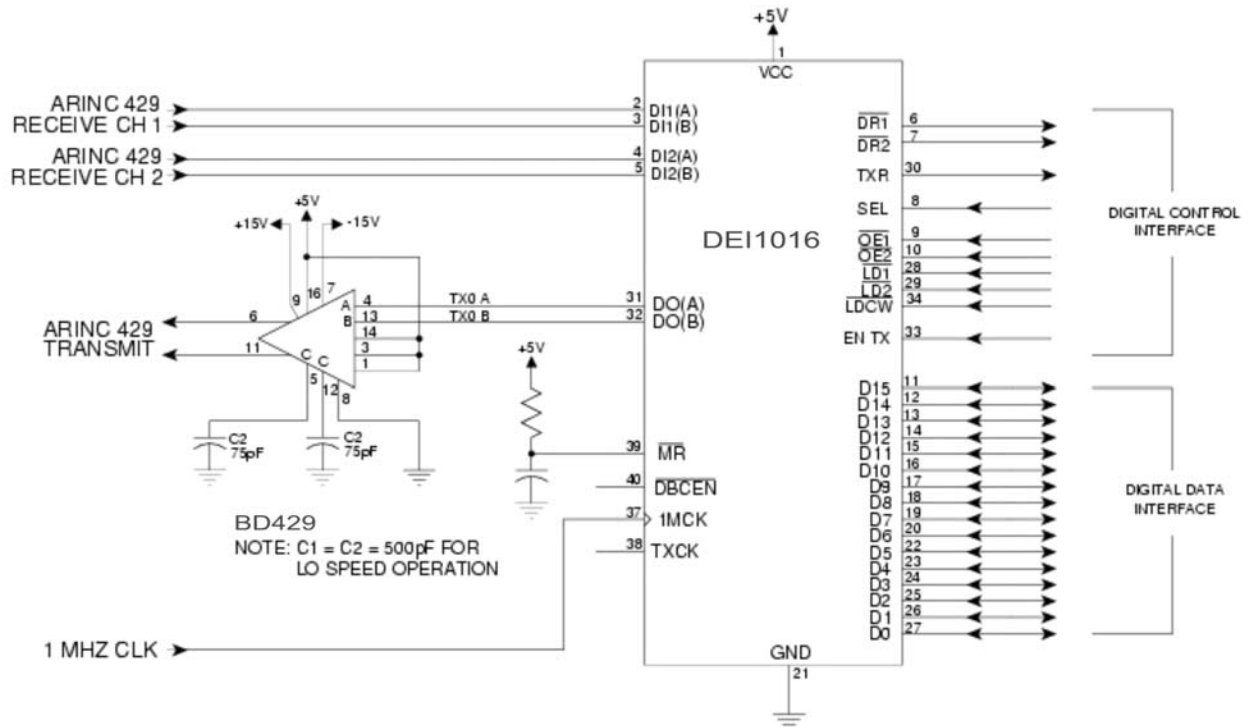 +5V
1
VCC
ARINC 429
RECEIVE CH 1
2 DI1(A)
3 DI1(B)
ARINC 429
RECEIVE CH 2
4 DI2(A)
5 DI2(B)
DR1 6
DR2 7
TXR 30
SEL 8
OE1 9
OE2 10
LD1 28
LD2 29
LDCW 34
EN TX 33
DIGITAL CONTROL
INTERFACE
DEI1016
+5V
+15V
-15V
9 16 7
A 4 TX0 A 31 DO(A)
B 13 TX0 B 32 DO(B)
14
3
1
6
11
ARINC 429
TRANSMIT
C C
5 12 8
C2
75pF
C2
75pF
+5V
39 MR
40 DBCEN
37 1MCK
38 TXCK
BD429
NOTE: C1 = C2 = 500pF FOR
LO SPEED OPERATION
1 MHZ CLK
D15 11
D14 12
D13 13
D12 14
D11 15
D10 16
D9 17
D8 18
D7 19
D6 20
D5 22
D4 23
D3 24
D2 25
D1 26
D0 27
DIGITAL DATA
INTERFACE
GND
21